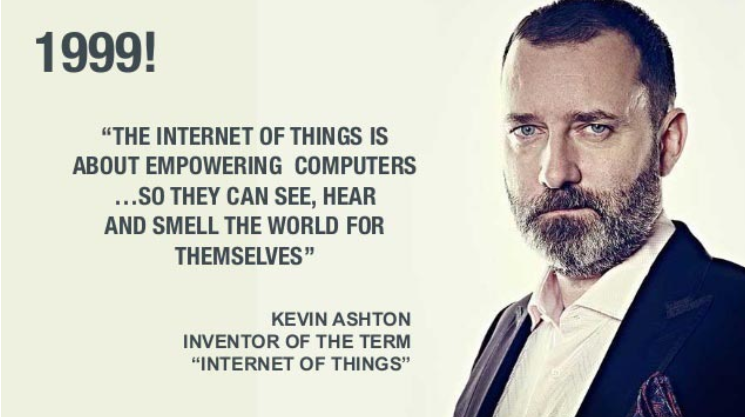 1999!
“THE INTERNET OF THINGS IS
ABOUT EMPOWERING COMPUTERS
...SO THEY CAN SEE, HEAR
AND SMELL THE WORLD FOR
THEMSELVES”
KEVIN ASHTON
INVENTOR OF THE TERM
“INTERNET OF THINGS”